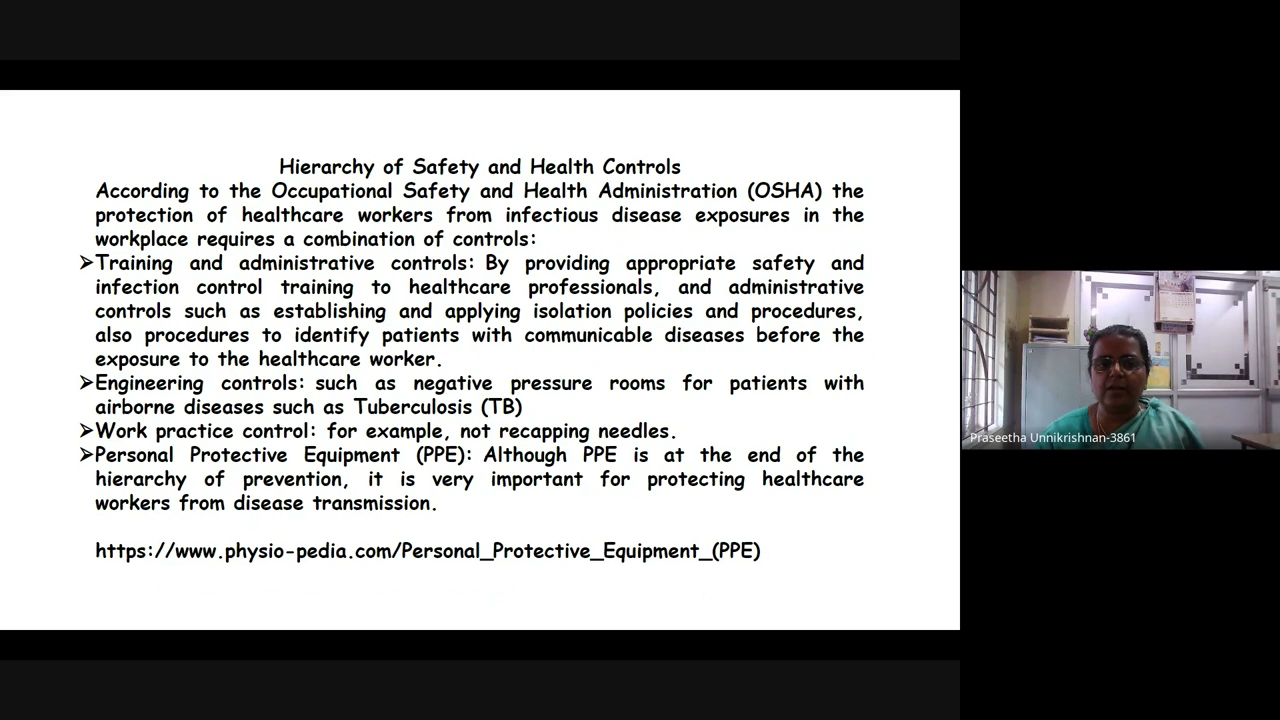 Hierarchy of Safety and Health Controls
According to the Occupational Safety and Health Administration (OSHA) the
protection of healthcare workers from infectious disease exposures in the
workplace requires a combination of controls:
➢Training and administrative controls: By providing appropriate safety and
infection control training to healthcare professionals, and administrative
controls such as establishing and applying isolation policies and procedures,
also procedures to identify patients with communicable diseases before the
exposure to the healthcare worker.
➢Engineering controls: such as negative pressure rooms for patients with
airborne diseases such as Tuberculosis (TB)
➢Work practice control: for example, not recapping needles.
➢Personal Protective Equipment (PPE): Although PPE is at the end of the
hierarchy of prevention, it is very important for protecting healthcare
workers from disease transmission.
https://www.physio-pedia.com/Personal_Protective_Equipment_(PPE)
Praseetha Unnikrishnan-3861